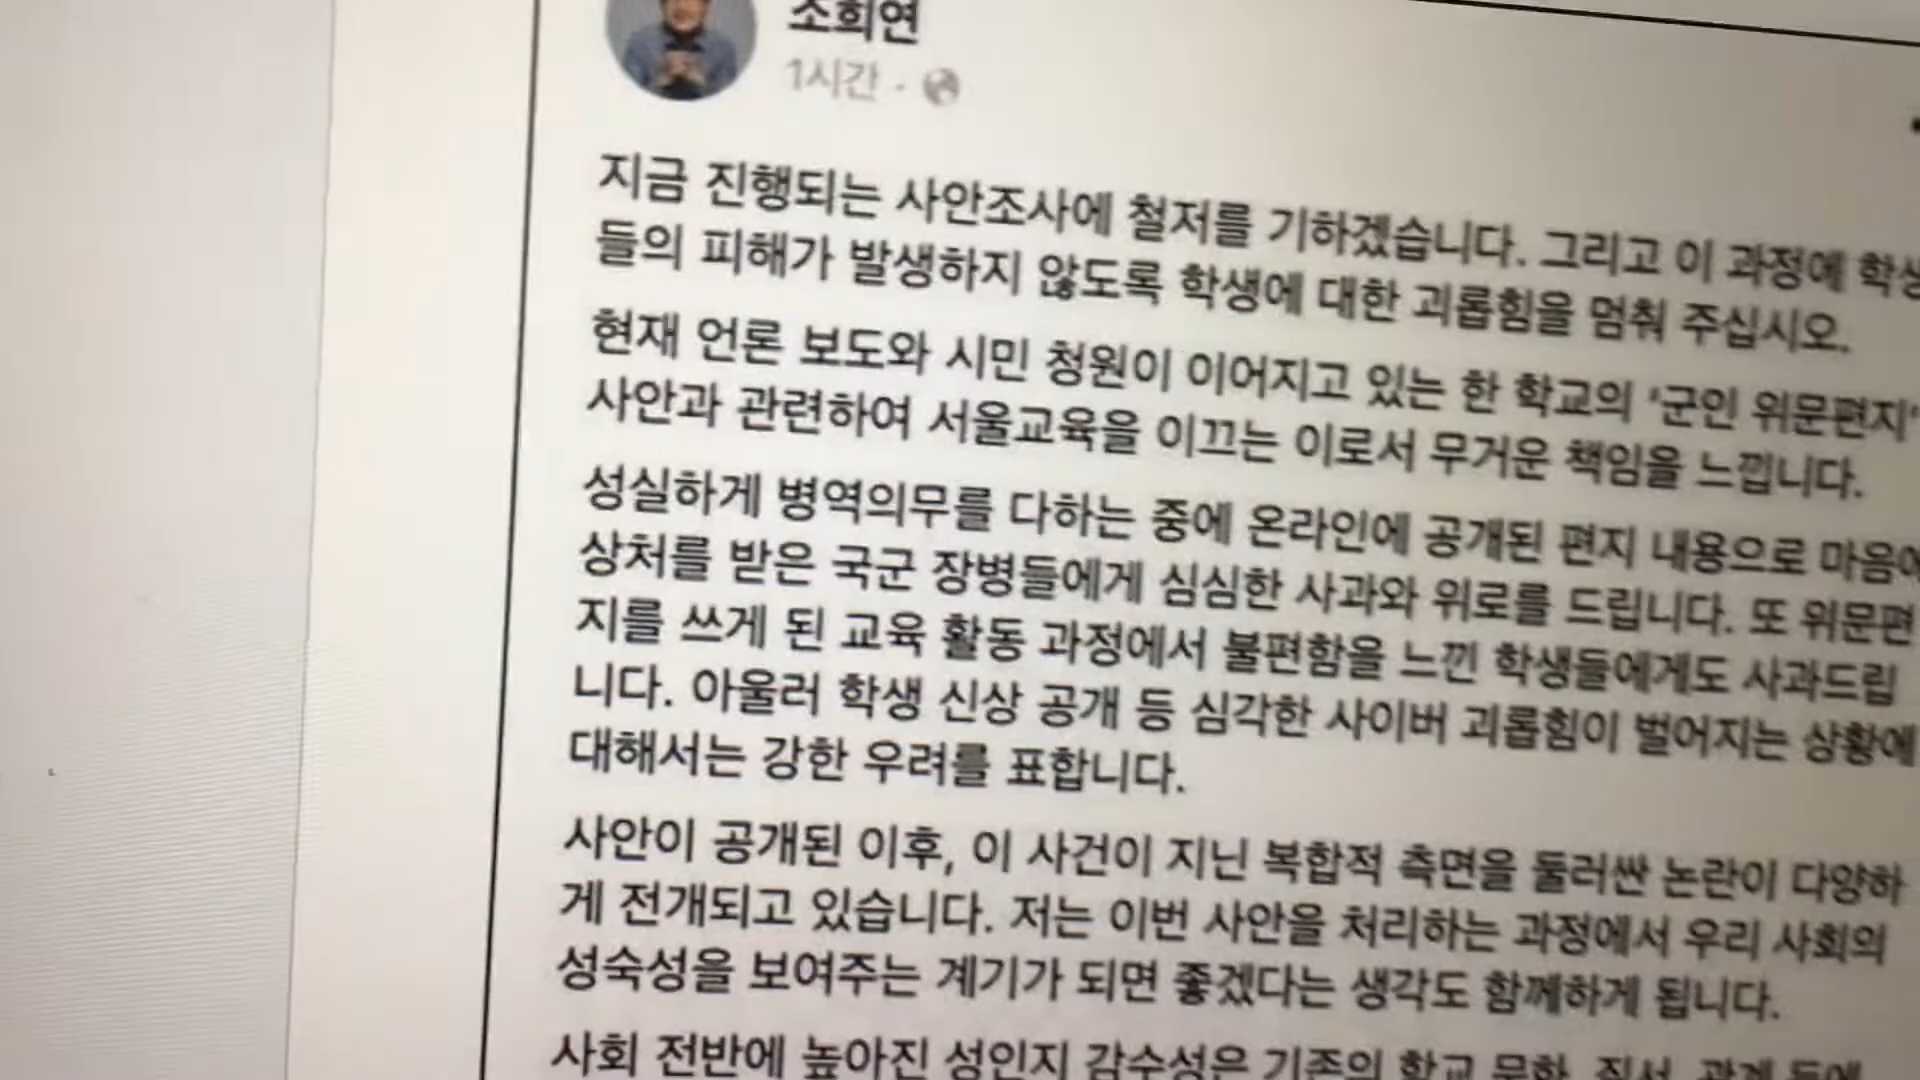 조희연
1시간 ·
지금 진행되는 사안조사에 철저를 기하겠습니다. 그리고 이 과정에 학생
들의 피해가 발생하지 않도록 학생에 대한 괴롭힘을 멈춰 주십시오.
현재 언론 보도와 시민 청원이 이어지고 있는 한 학교의 '군인 위문편지'
사안과 관련하여 서울교육을 이끄는 이로서 무거운 책임을 느낍니다.
성실하게 병역의무를 다하는 중에 온라인에 공개된 편지 내용으로 마음에
상처를 받은 국군 장병들에게 심심한 사과와 위로를 드립니다. 또 위문편
지를 쓰게 된 교육 활동 과정에서 불편함을 느낀 학생들에게도 사과드립
니다. 아울러 학생 신상 공개 등 심각한 사이버 괴롭힘이 벌어지는 상황에
대해서는 강한 우려를 표합니다.
사안이 공개된 이후, 이 사건이 지닌 복합적 측면을 둘러싼 논란이 다양하
게 전개되고 있습니다. 저는 이번 사안을 처리하는 과정에서 우리 사회의
성숙성을 보여주는 계기가 되면 좋겠다는 생각도 함께하게 됩니다.
사회 전반에 높아진 성인지 감수성은 기존의 학교